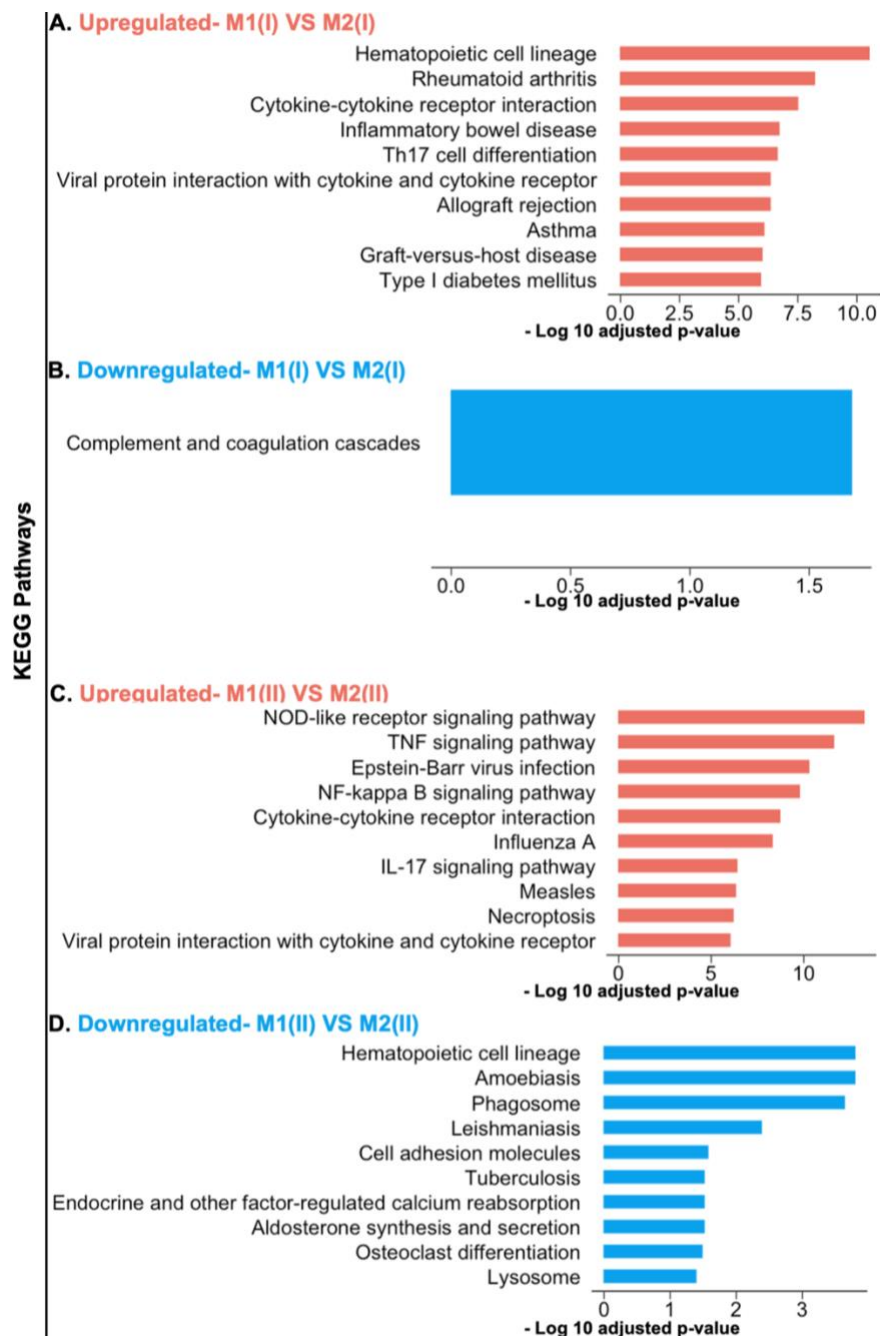 A. Upregulated- M1(I) VS M2(I)
Hematopoietic cell lineage
Rheumatoid arthritis
Cytokine-cytokine receptor interaction
Inflammatory bowel disease
Th17 cell differentiation
Viral protein interaction with cytokine and cytokine receptor
Allograft rejection
Asthma
Graft-versus-host disease
Type I diabetes mellitus
0.0 2.5 5.0 7.5 10.0
- Log 10 adjusted p-value
B. Downregulated- M1(I) VS M2(I)
Complement and coagulation cascades
0.0 0.5 1.0 1.5
- Log 10 adjusted p-value
KEGG Pathways
C. Upregulated- M1(II) VS M2(II)
NOD-like receptor signaling pathway
TNF signaling pathway
Epstein-Barr virus infection
NF-kappa B signaling pathway
Cytokine-cytokine receptor interaction
Influenza A
IL-17 signaling pathway
Measles
Necroptosis
Viral protein interaction with cytokine and cytokine receptor
0 5 10
- Log 10 adjusted p-value
D. Downregulated- M1(II) VS M2(II)
Hematopoietic cell lineage
Amoebiasis
Phagosome
Leishmaniasis
Cell adhesion molecules
Tuberculosis
Endocrine and other factor-regulated calcium reabsorption
Aldosterone synthesis and secretion
Osteoclast differentiation
Lysosome
0 1 2 3
- Log 10 adjusted p-value